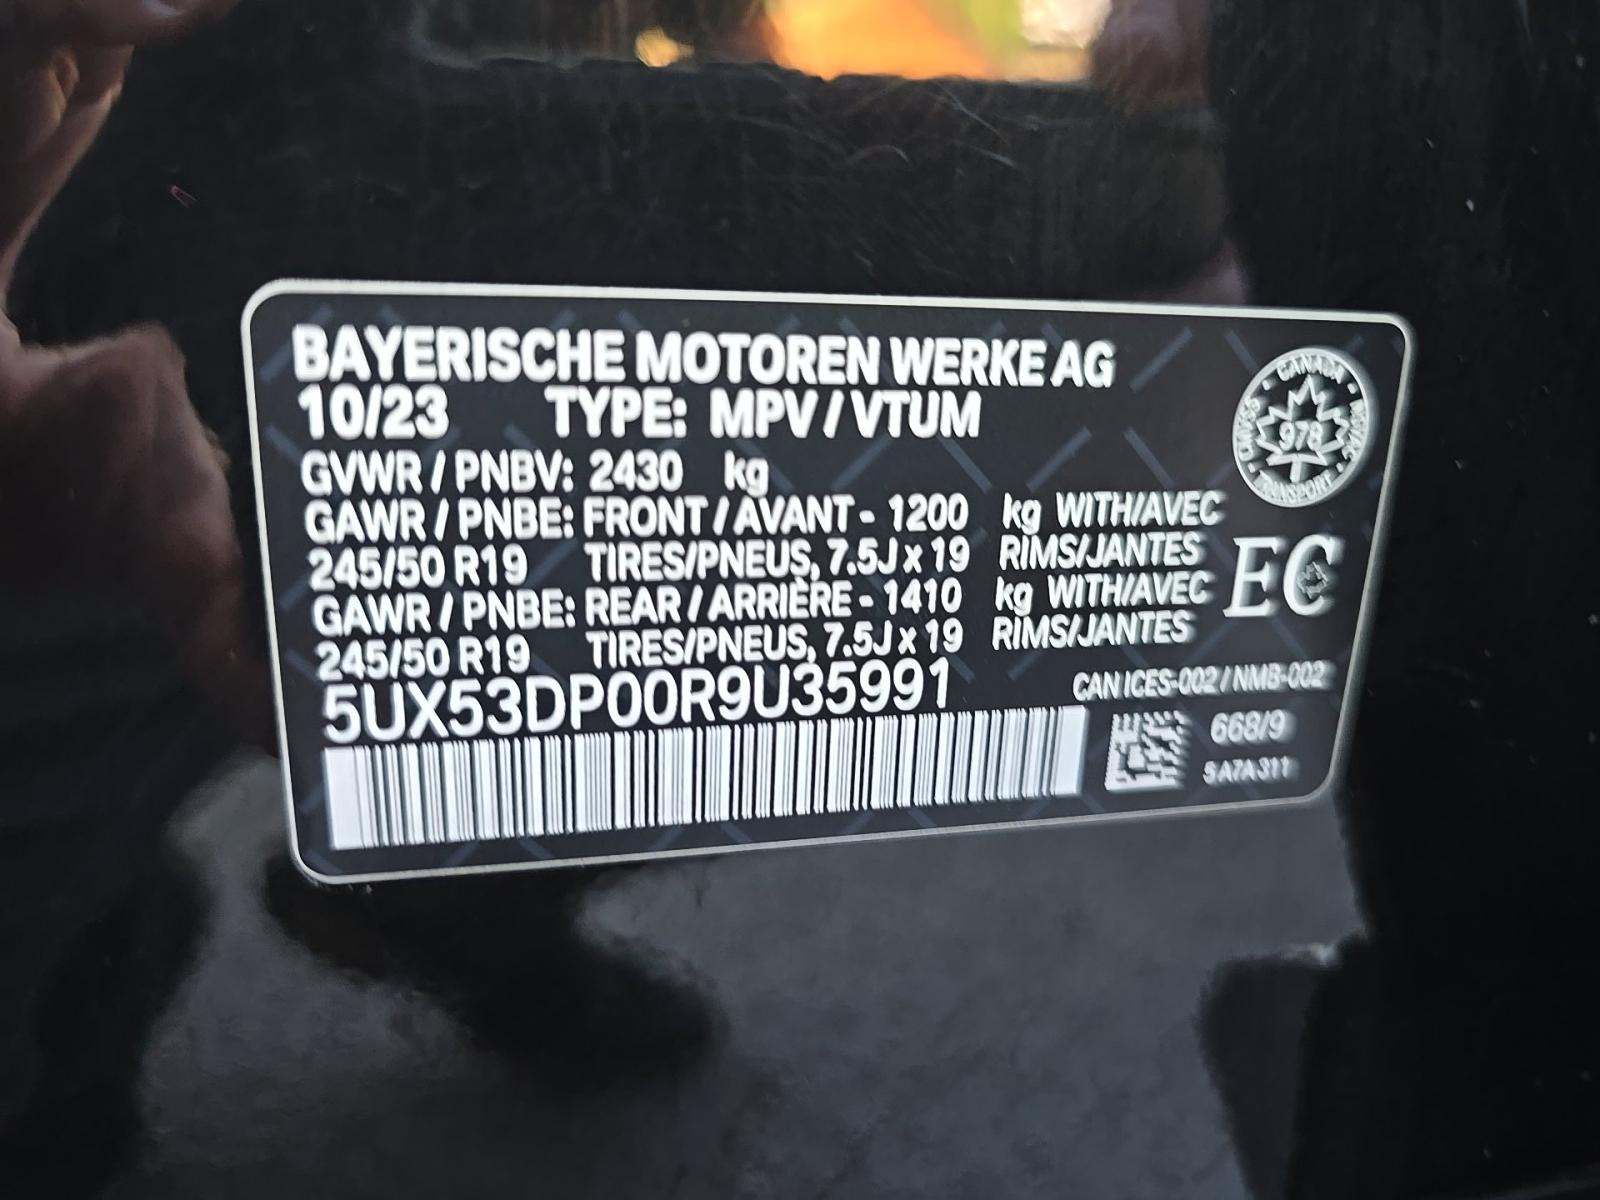 BAYERISCHE MOTOREN WERKE AG
10/23 TYPE: MPV / VTUM
GVWR / PNBV: 2430 kg
GAWR / PNBE: FRONT / AVANT - 1200 kg WITH/AVEC
245/50 R19 TIRES/PNEUS, 7.5J x 19 RIMS/JANTES
GAWR / PNBE: REAR / ARRIÈRE - 1410 kg WITH/AVEC
245/50 R19 TIRES/PNEUS, 7.5J x 19 RIMS/JANTES
5UX53DP00R9U35991
CANADA
978
TRANSPORT
EC
CAN ICES-002 / NMB-002
668/9
5 A7A 311